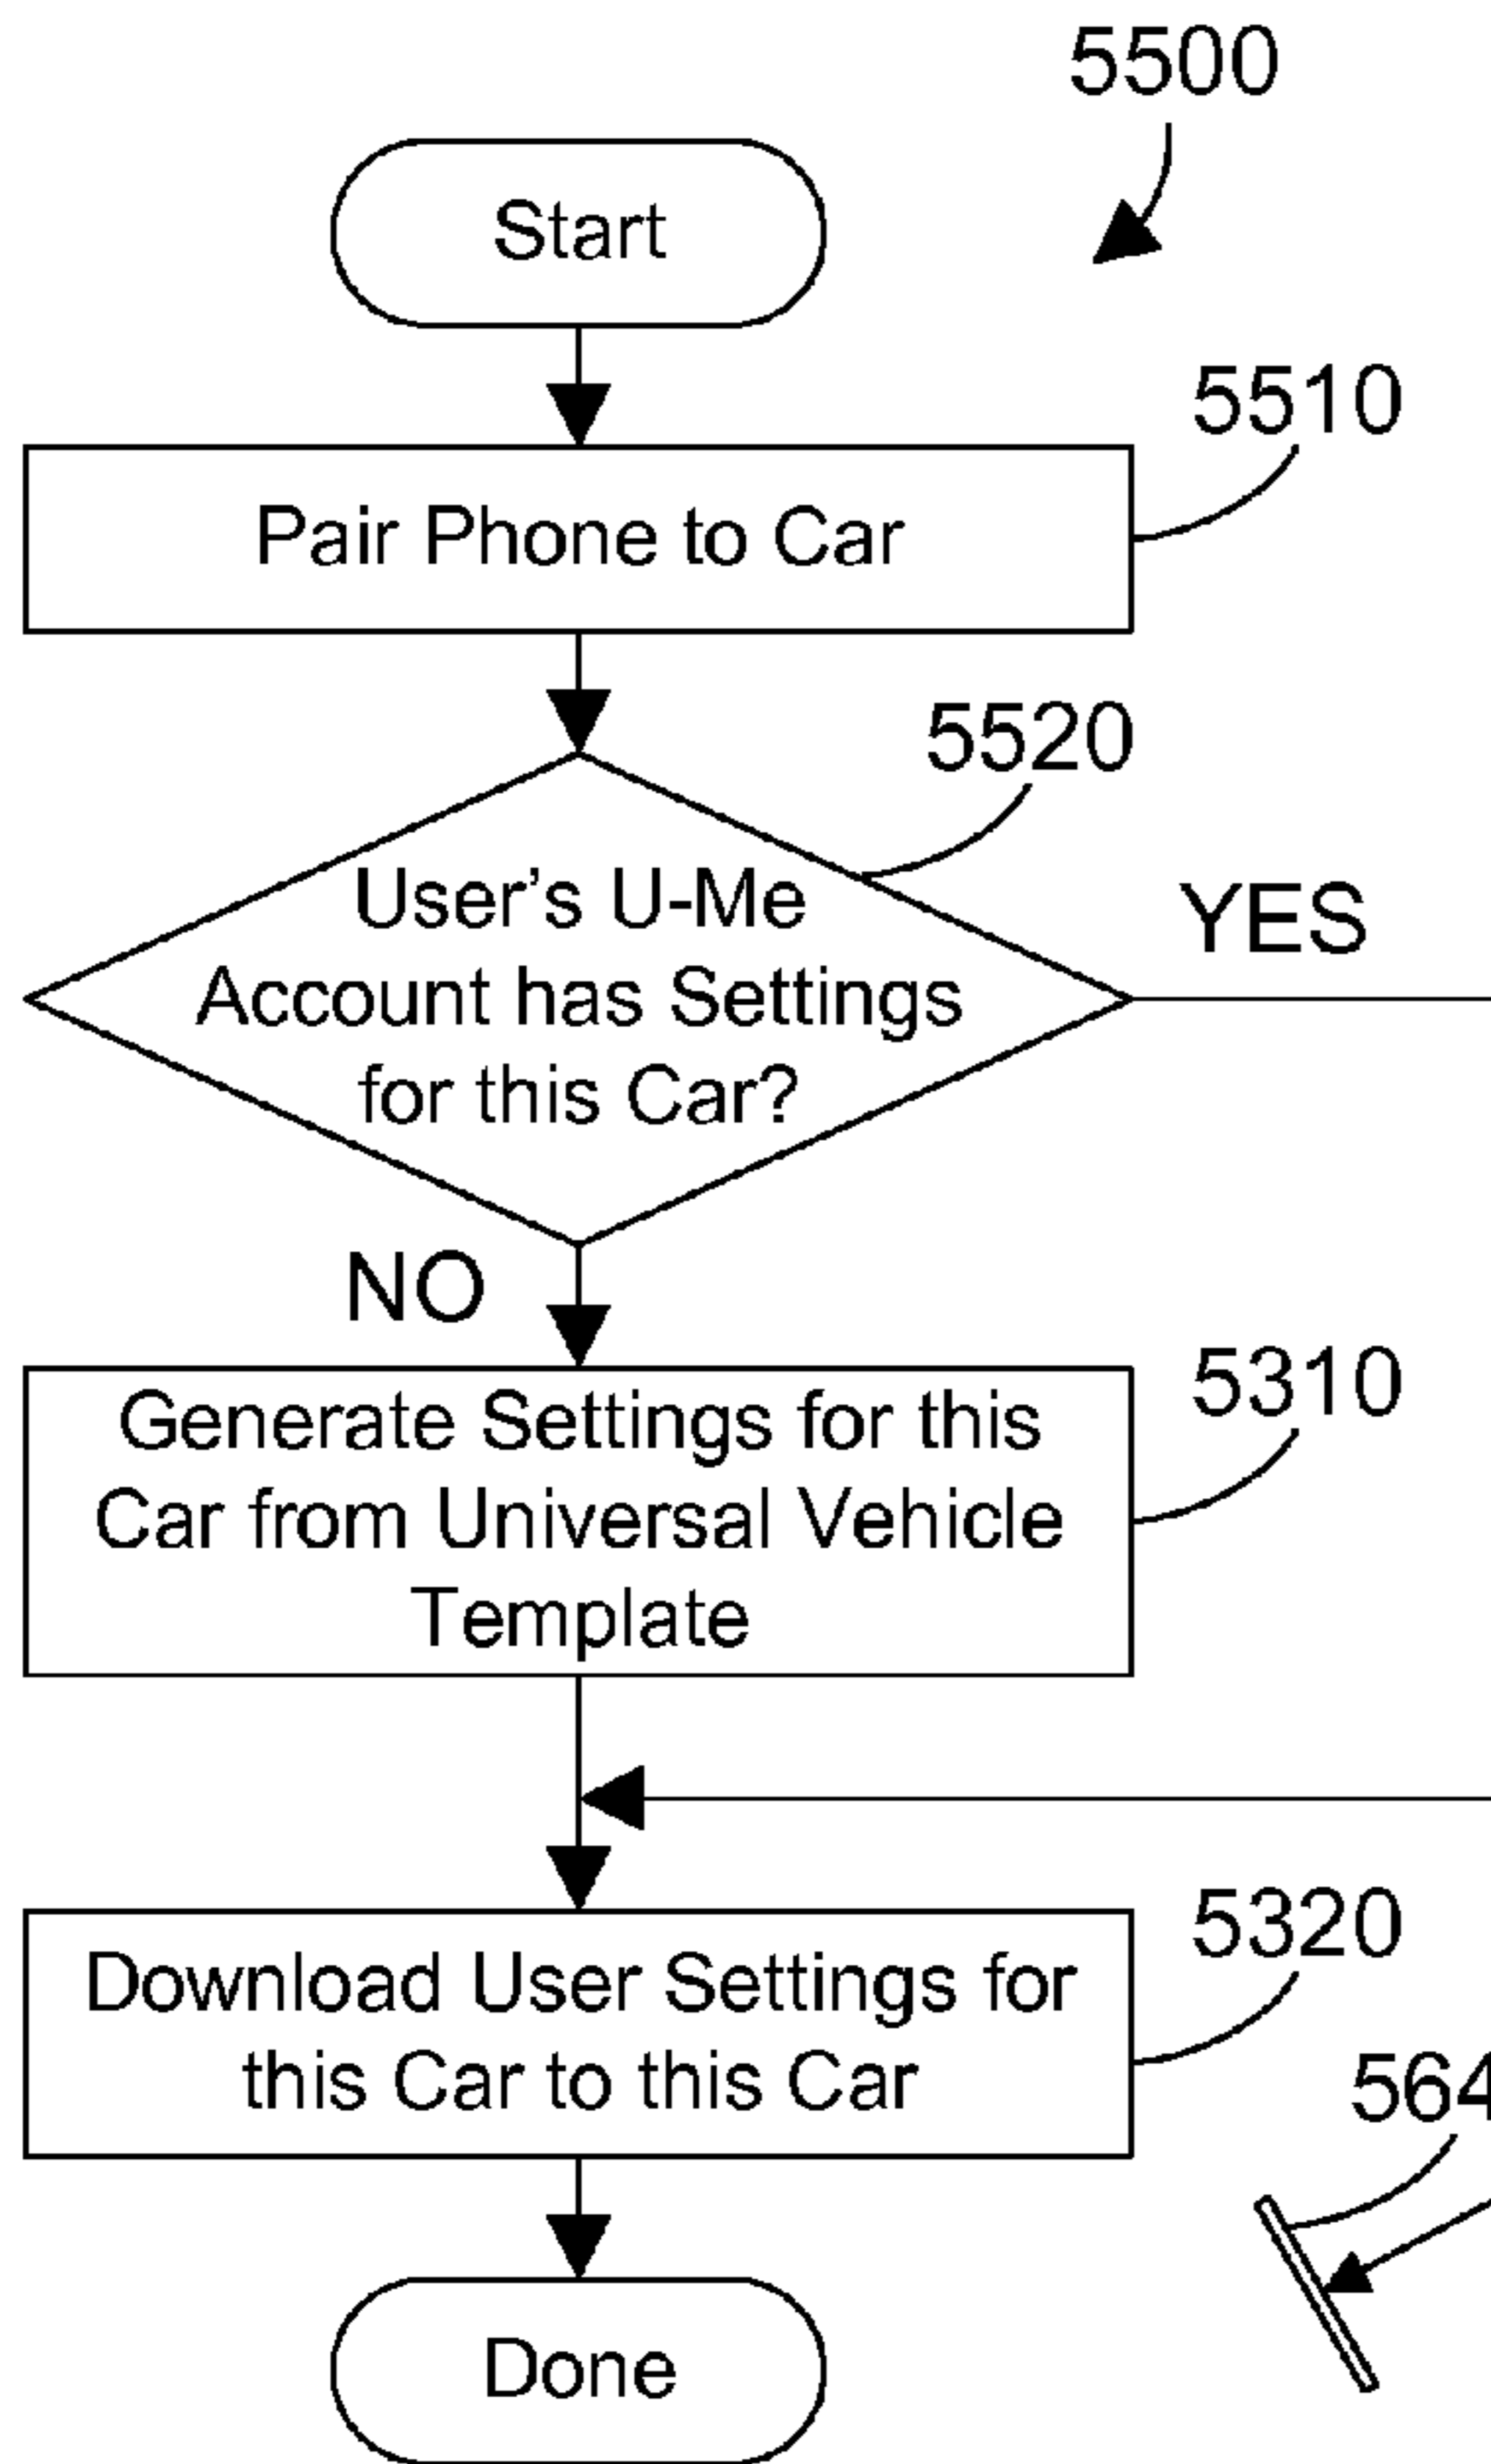 5500
Start
5510
Pair Phone to Car
5520
User's U-Me
Account has Settings
for this Car?
YES
NO
5310
Generate Settings for this
Car from Universal Vehicle
Template
5320
Download User Settings for
this Car to this Car
564
Done